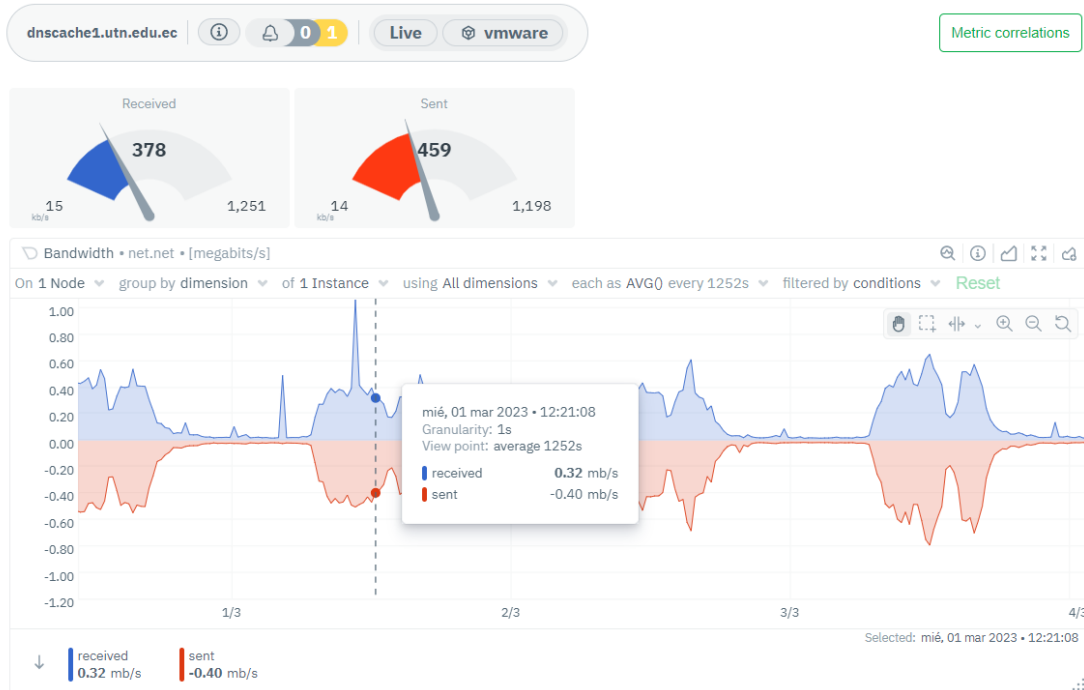 dnscache1.utn.edu.ec 0 1 Live vmware
Metric correlations
Received
378
15
kb/s
1,251
Sent
459
14
kb/s
1,198
Bandwidth • net.net • [megabits/s]
On 1 Node group by dimension of 1 Instance using All dimensions each as AVG() every 1252s filtered by conditions Reset
1.00
0.80
0.60
0.40
0.20
0.00
-0.20
-0.40
-0.60
-0.80
-1.00
-1.20
mié, 01 mar 2023 • 12:21:08
Granularity: 1s
View point: average 1252s
received 0.32 mb/s
sent -0.40 mb/s
1/3 2/3 3/3 4/3
Selected: mié, 01 mar 2023 • 12:21:08
received
0.32 mb/s
sent
-0.40 mb/s